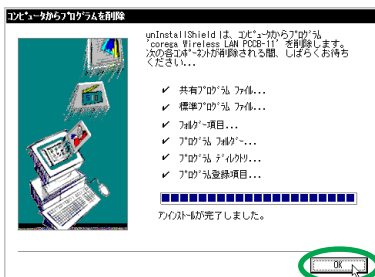 ｺﾝﾋﾟｭｰﾀからﾌﾟﾛｸﾞﾗﾑを削除
unInstallShield は、ｺﾝﾋﾟｭｰﾀからﾌﾟﾛｸﾞﾗﾑ
'corega Wireless LAN PCCB-11' を削除します。
次の各ｺﾝﾎﾟｰﾈﾝﾄが削除される間、しばらくお待ち
ください...
✔ 共有ﾌﾟﾛｸﾞﾗﾑ ﾌｧｲﾙ...
✔ 標準ﾌﾟﾛｸﾞﾗﾑ ﾌｧｲﾙ...
✔ ﾌｫﾙﾀﾞｰ項目...
✔ ﾌﾟﾛｸﾞﾗﾑ ﾌｫﾙﾀﾞｰ...
✔ ﾌﾟﾛｸﾞﾗﾑ ﾃﾞｨﾚｸﾄﾘ...
✔ ﾌﾟﾛｸﾞﾗﾑ登録項目...
ｱﾝｲﾝｽﾄｰﾙが完了しました。
OK